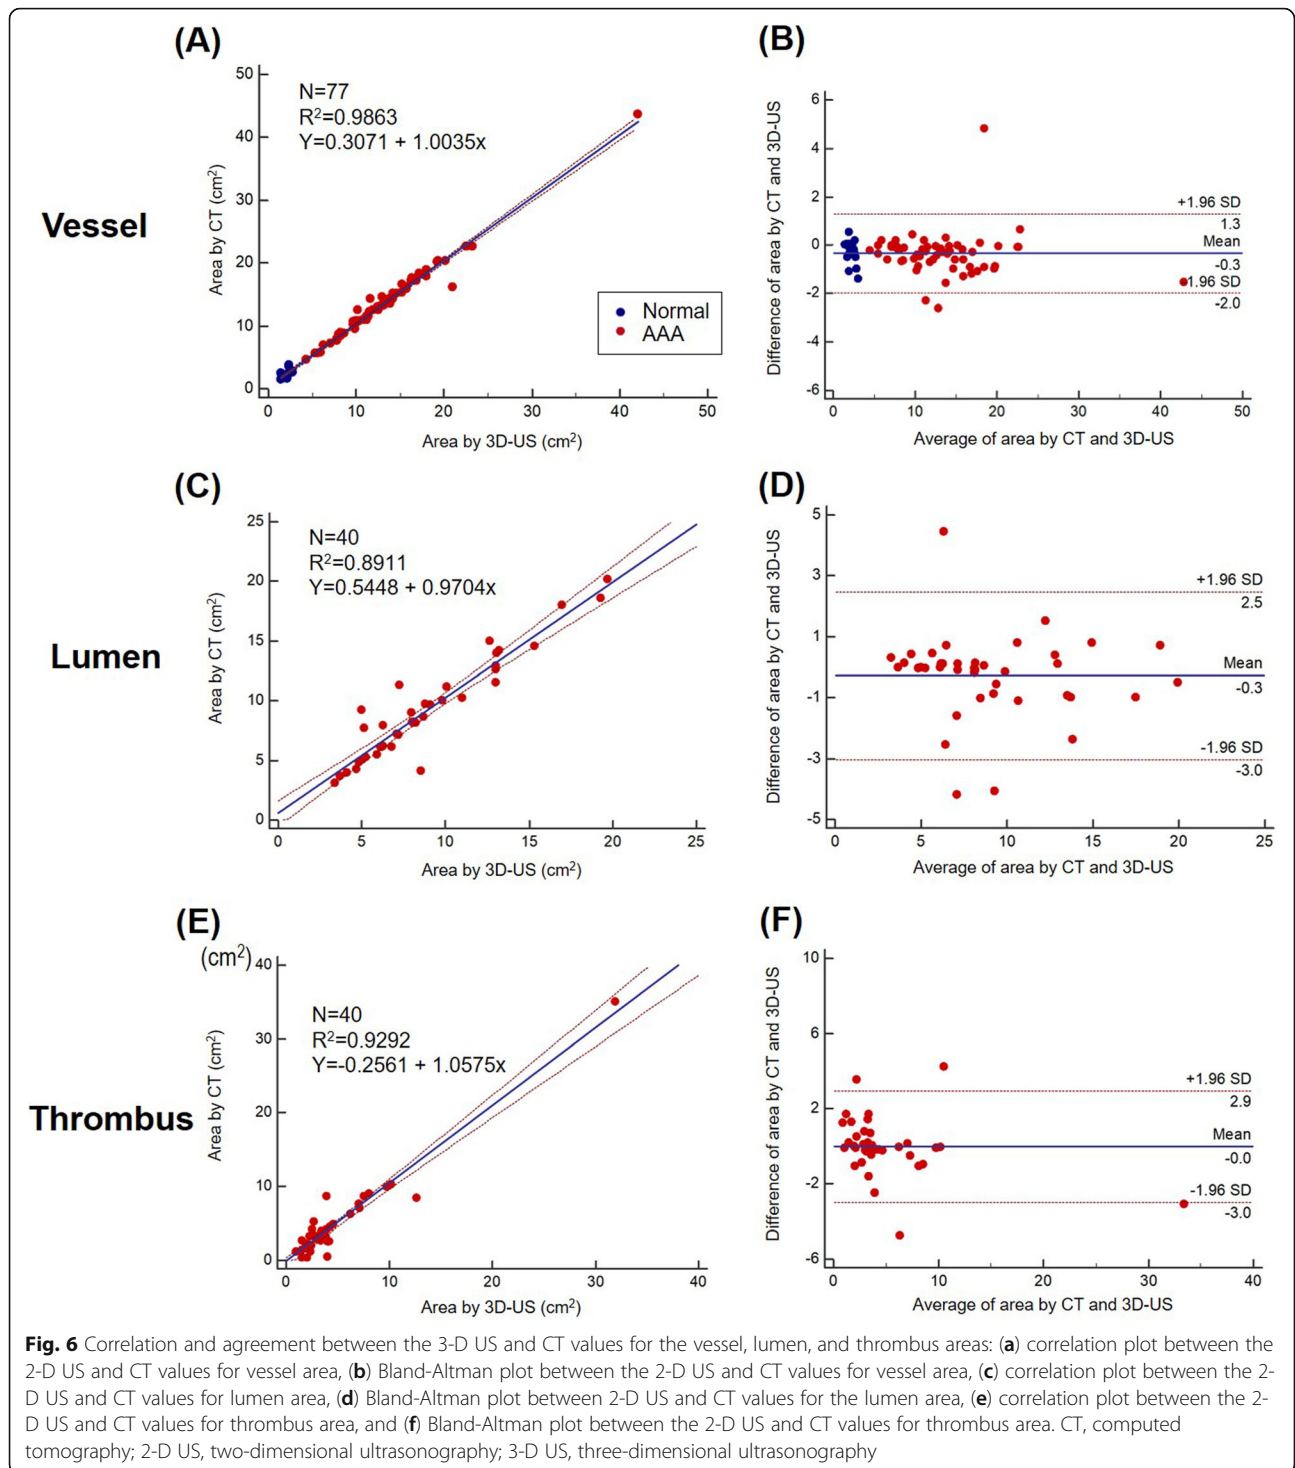 (A)
50
40
30
20
10
0
Area by CT (cm²)
N=77
R²=0.9863
Y=0.3071 + 1.0035x
Normal
AAA
0 10 20 30 40 50
Area by 3D-US (cm²)
Vessel
(B)
6
4
2
0
-2
-4
-6
Difference of area by CT and 3D-US
+1.96 SD
1.3
Mean
-0.3
-1.96 SD
-2.0
0 10 20 30 40 50
Average of area by CT and 3D-US
(C)
25
20
15
10
5
0
Area by CT (cm²)
N=40
R²=0.8911
Y=0.5448 + 0.9704x
0 5 10 15 20 25
Area by 3D-US (cm²)
Lumen
(D)
5
3
1
-1
-3
-5
Difference of area by CT and 3D-US
+1.96 SD
2.5
Mean
-0.3
-1.96 SD
-3.0
0 5 10 15 20 25
Average of area by CT and 3D-US
(E)
(cm²)
40
30
20
10
0
Area by CT (cm²)
N=40
R²=0.9292
Y=-0.2561 + 1.0575x
0 10 20 30 40
Area by 3D-US (cm²)
Thrombus
(F)
10
6
2
-2
-6
Difference of area by CT and 3D-US
+1.96 SD
2.9
Mean
-0.0
-1.96 SD
-3.0
0 10 20 30 40
Average of area by CT and 3D-US
Fig. 6 Correlation and agreement between the 3-D US and CT values for the vessel, lumen, and thrombus areas: (a) correlation plot between the
2-D US and CT values for vessel area, (b) Bland-Altman plot between the 2-D US and CT values for vessel area, (c) correlation plot between the 2-
D US and CT values for lumen area, (d) Bland-Altman plot between 2-D US and CT values for the lumen area, (e) correlation plot between the 2-
D US and CT values for thrombus area, and (f) Bland-Altman plot between the 2-D US and CT values for thrombus area. CT, computed
tomography; 2-D US, two-dimensional ultrasonography; 3-D US, three-dimensional ultrasonography